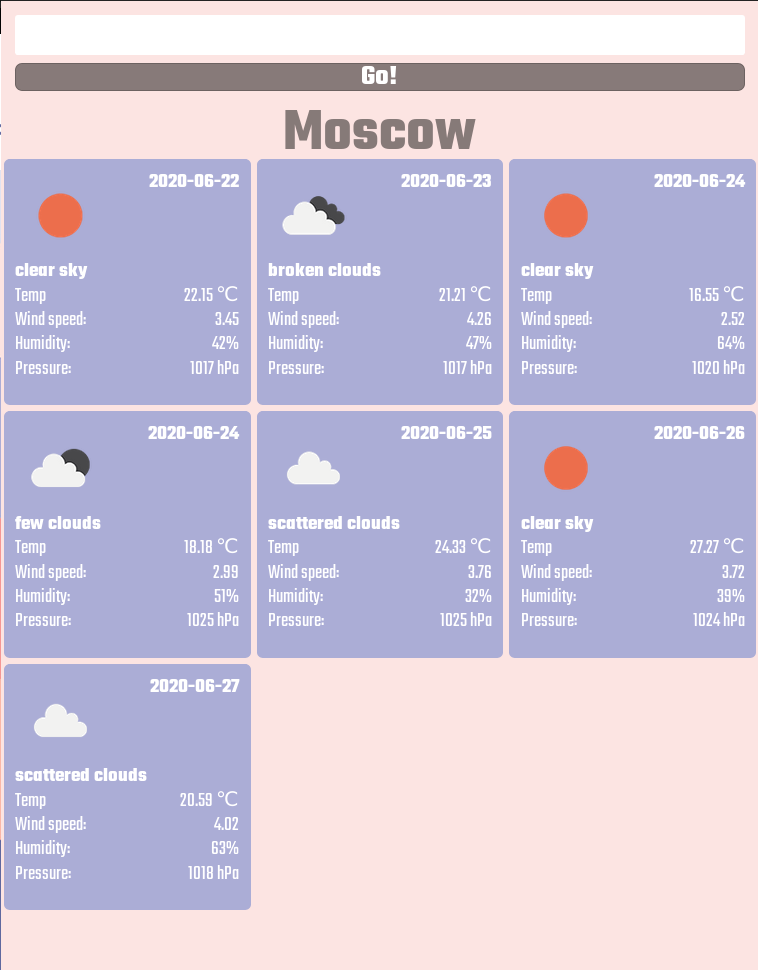 Go!
Moscow
2020-06-22
clear sky
Temp 22.15 °C
Wind speed: 3.45
Humidity: 42%
Pressure: 1017 hPa
2020-06-23
broken clouds
Temp 21.21 °C
Wind speed: 4.26
Humidity: 47%
Pressure: 1017 hPa
2020-06-24
clear sky
Temp 16.55 °C
Wind speed: 2.52
Humidity: 64%
Pressure: 1020 hPa
2020-06-24
few clouds
Temp 18.18 °C
Wind speed: 2.99
Humidity: 51%
Pressure: 1025 hPa
2020-06-25
scattered clouds
Temp 24.33 °C
Wind speed: 3.76
Humidity: 32%
Pressure: 1025 hPa
2020-06-26
clear sky
Temp 27.27 °C
Wind speed: 3.72
Humidity: 39%
Pressure: 1024 hPa
2020-06-27
scattered clouds
Temp 20.59 °C
Wind speed: 4.02
Humidity: 63%
Pressure: 1018 hPa